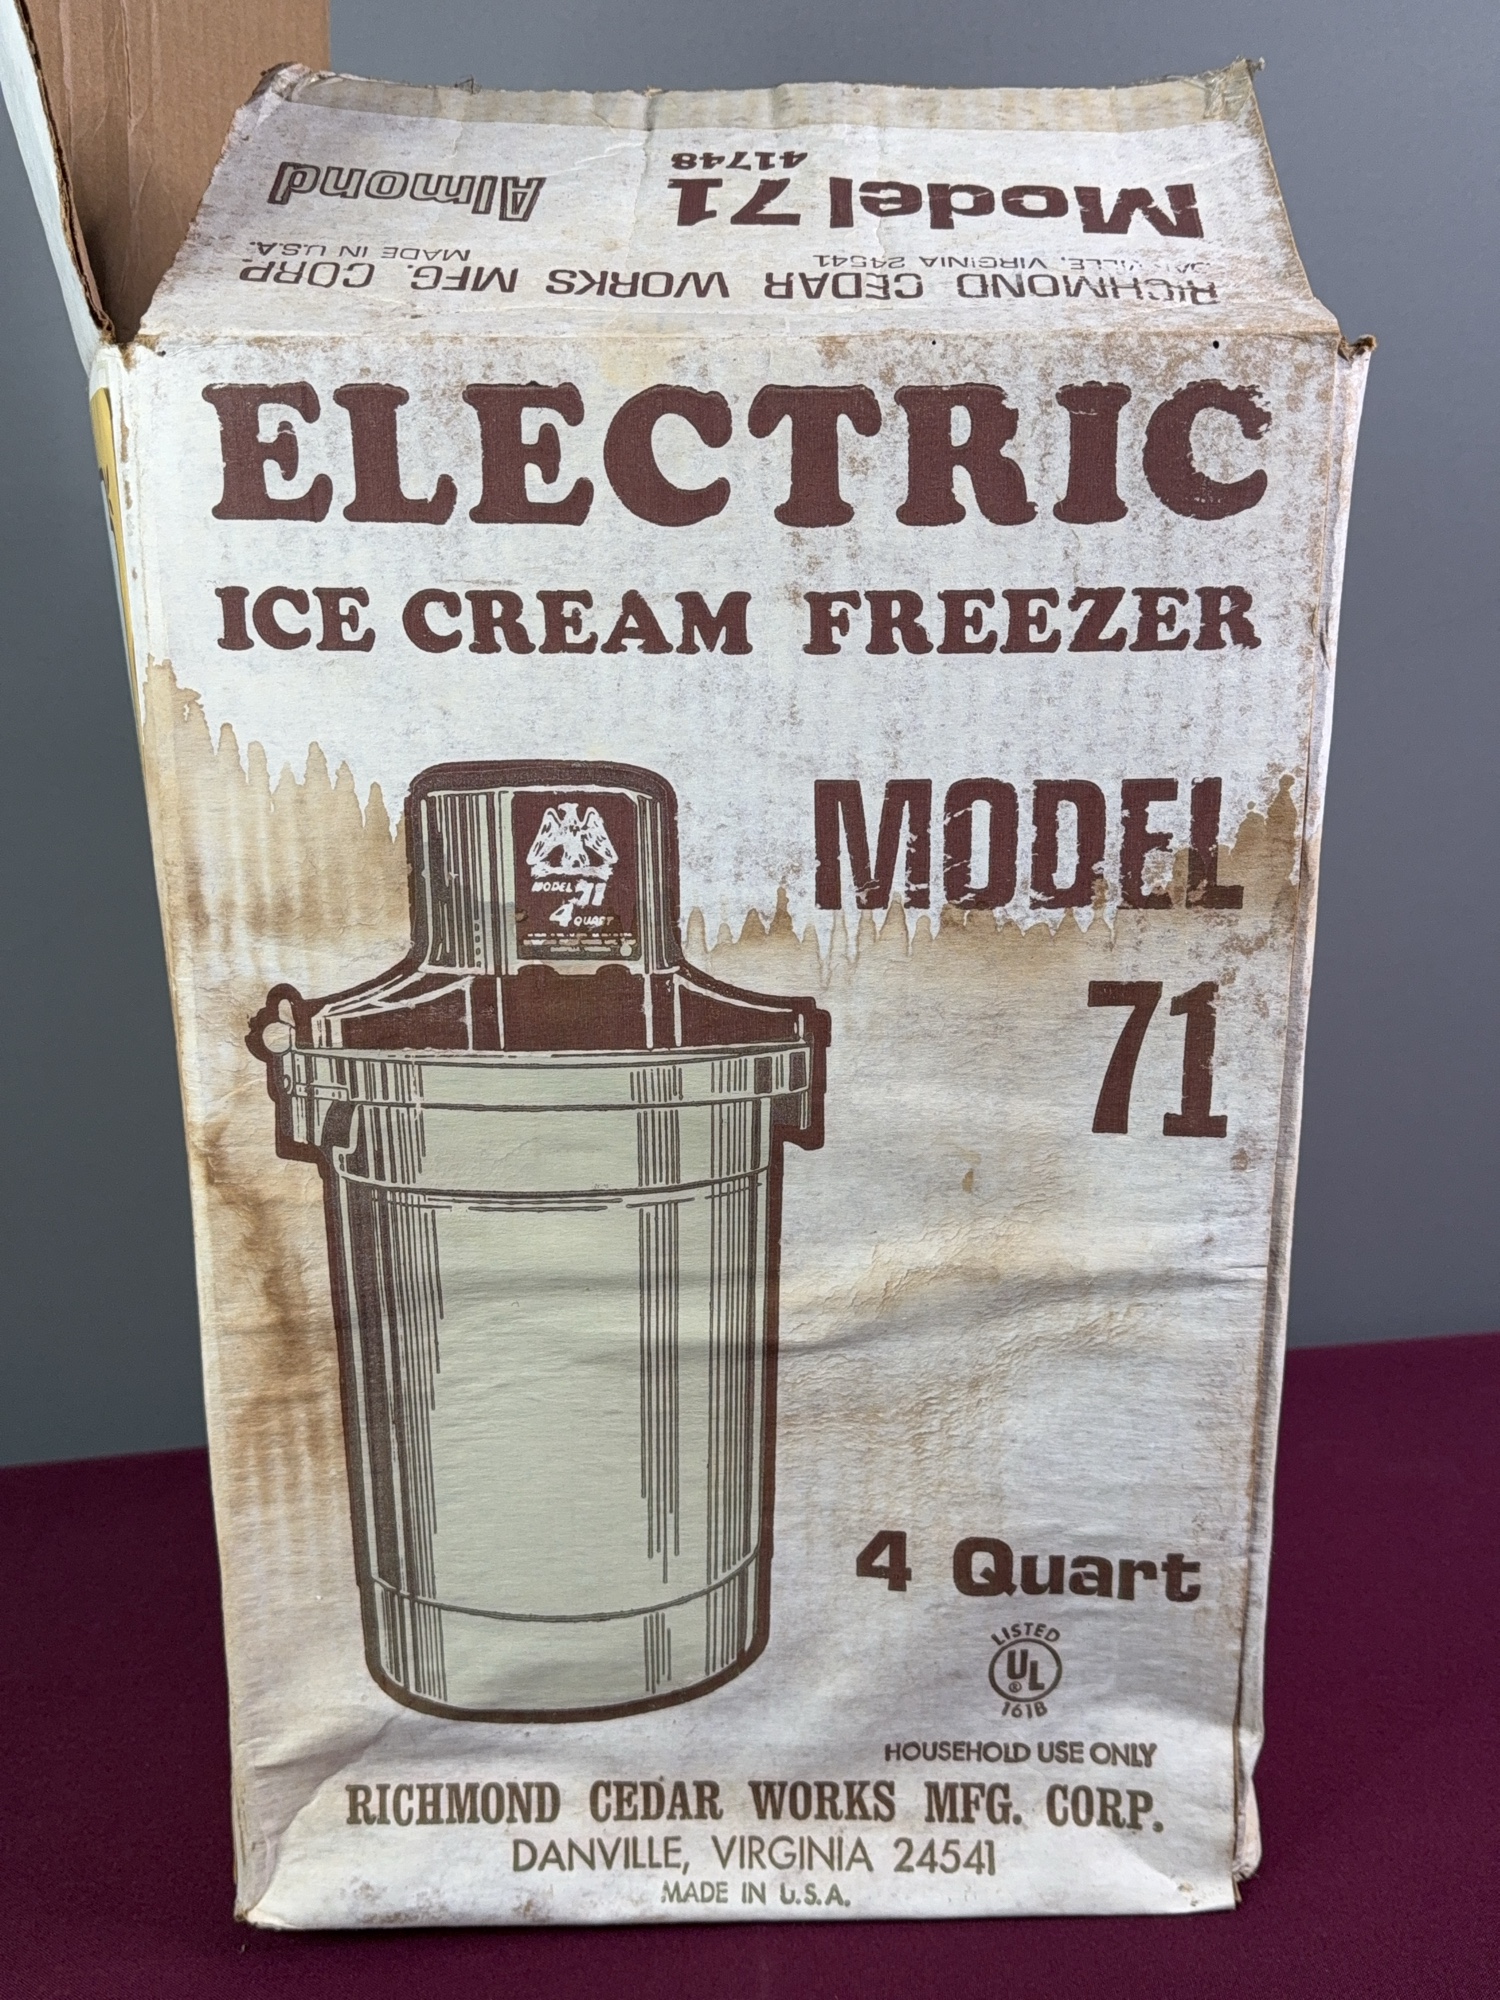 Model 71
41748
Almond
RICHMOND CEDAR WORKS MFG. CORP
DANVILLE, VIRGINIA 24541
MADE IN U.S.A.
ELECTRIC
ICE CREAM FREEZER
MODEL
71
MODEL 71
4 QUART
4 Quart
LISTED
UL
®
161B
HOUSEHOLD USE ONLY
RICHMOND CEDAR WORKS MFG. CORP.
DANVILLE, VIRGINIA 24541
MADE IN U.S.A.